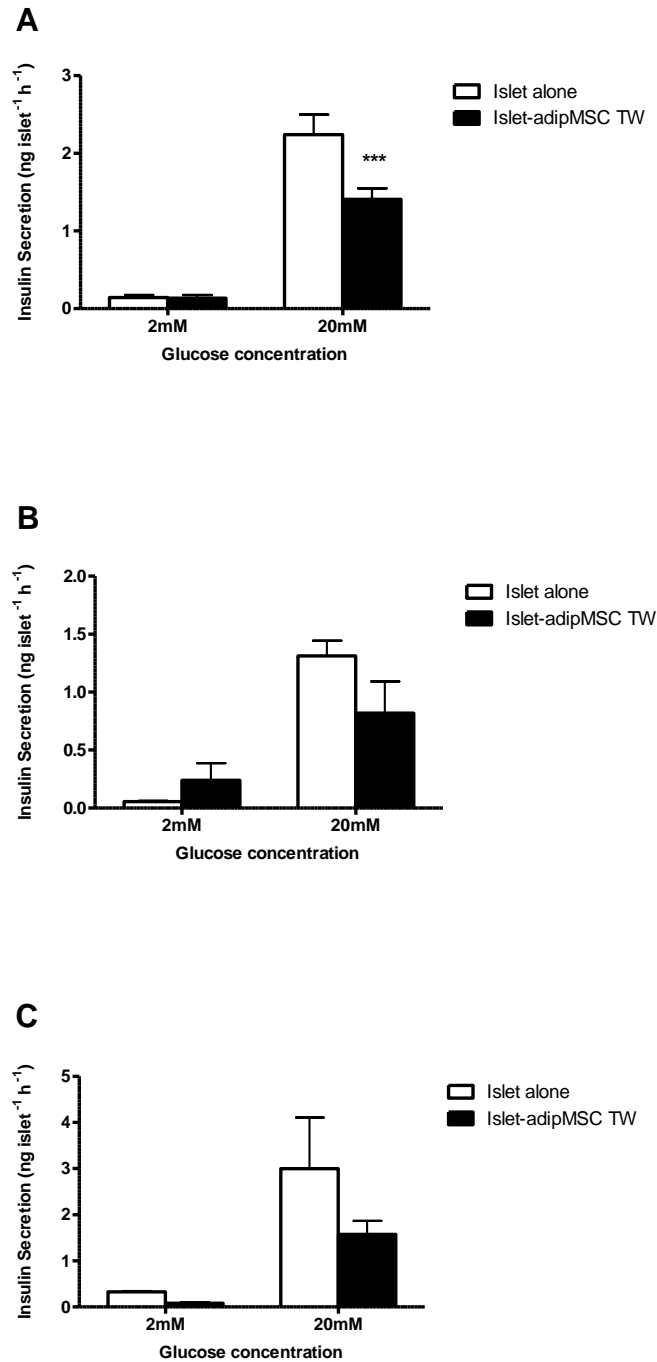 A
Insulin Secretion (ng islet⁻¹ h⁻¹)
3
2
1
0
***
2mM 20mM
Glucose concentration
Islet alone
Islet-adipMSC TW
B
Insulin Secretion (ng islet⁻¹ h⁻¹)
2.0
1.5
1.0
0.5
0.0
2mM 20mM
Glucose concentration
Islet alone
Islet-adipMSC TW
C
Insulin Secretion (ng islet⁻¹ h⁻¹)
5
4
3
2
1
0
2mM 20mM
Glucose concentration
Islet alone
Islet-adipMSC TW